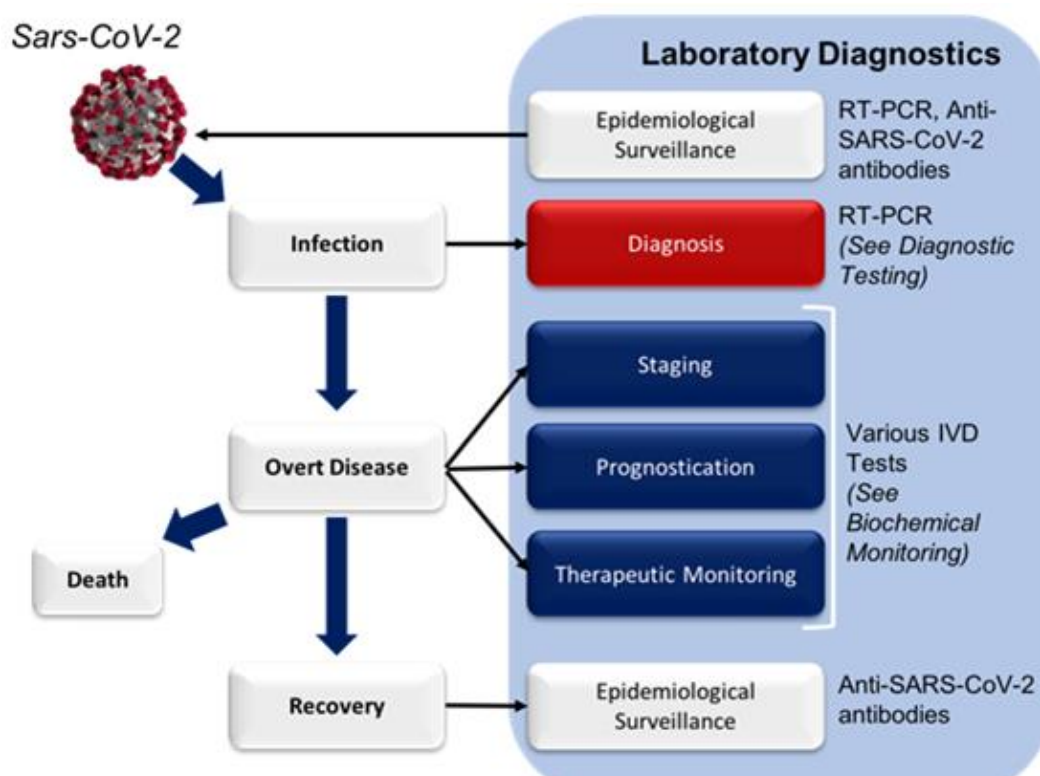 Sars-CoV-2
Laboratory Diagnostics
Epidemiological
Surveillance
RT-PCR, Anti-
SARS-CoV-2
antibodies
Infection
Diagnosis
RT-PCR
(See Diagnostic
Testing)
Staging
Overt Disease
Prognostication
Various IVD
Tests
(See
Biochemical
Monitoring)
Death
Therapeutic Monitoring
Recovery
Epidemiological
Surveillance
Anti-SARS-CoV-2
antibodies